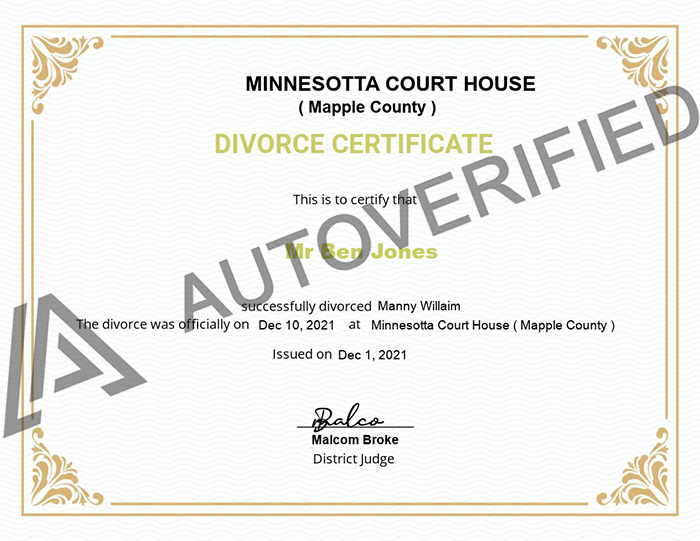 MINNESOTTA COURT HOUSE
( Mapple County )
DIVORCE CERTIFICATE
This is to certify that
Mr Ben Jones
successfully divorced Manny Willaim
The divorce was officially on Dec 10, 2021 at Minnesotta Court House ( Mapple County )
Issued on Dec 1, 2021
Balco
Malcom Broke
District Judge
AUTOVERIFIED